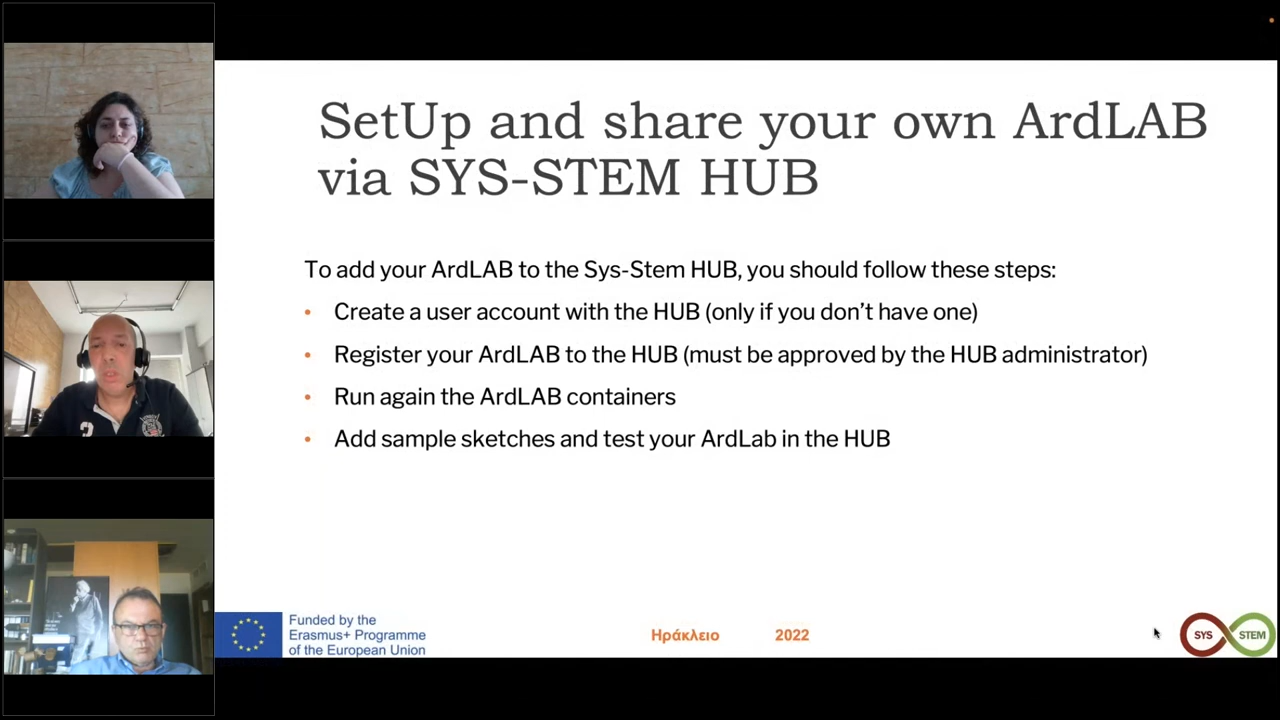 SetUp and share your own ArdLAB
via SYS-STEM HUB
To add your ArdLAB to the Sys-Stem HUB, you should follow these steps:
• Create a user account with the HUB (only if you don’t have one)
• Register your ArdLAB to the HUB (must be approved by the HUB administrator)
• Run again the ArdLAB containers
• Add sample sketches and test your ArdLab in the HUB
Funded by the
Erasmus+ Programme
of the European Union
Ηράκλειο 2022
SYS STEM
2